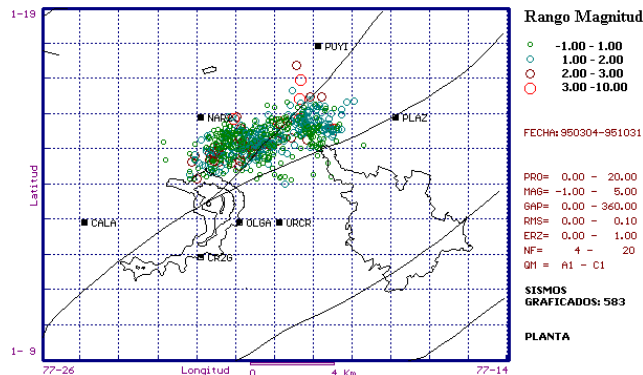 1-19
Rango Magnitud
PUYI
-1.00 - 1.00
1.00 - 2.00
2.00 - 3.00
3.00 -10.00
PLAZ
FECHA: 950304-951031
Latitud
PRO= 0.00 - 20.00
MAG= -1.00 - 5.00
GAP= 0.00 -360.00
RMS= 0.00 - 0.10
CALA
OLGA
URCR
ERZ= 0.00 - 1.00
NF= 4 - 20
CR2G
QM = A1 - C1
SISMOS
GRAFICADOS: 583
PLANTA
1- 9
77-26
Longitud
0
4 Km
77-14